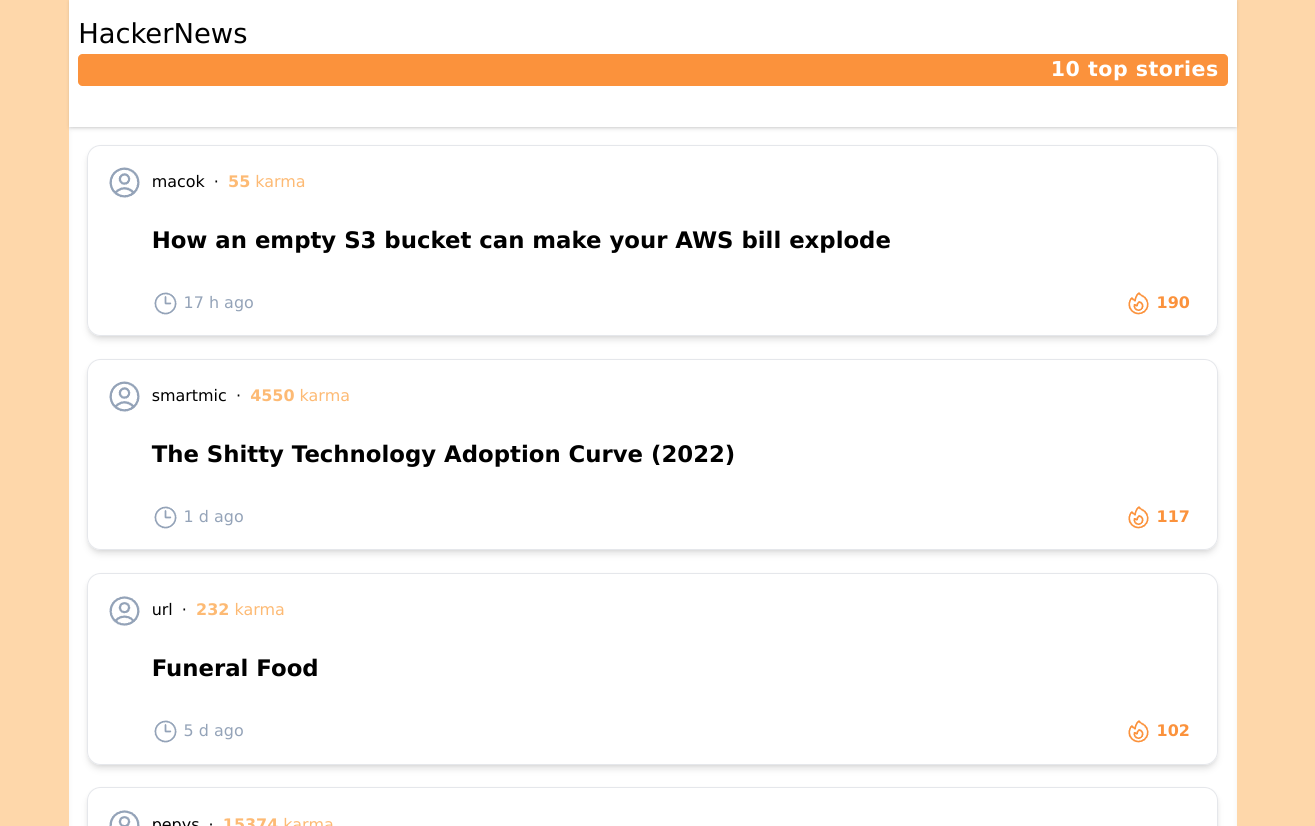 HackerNews
10 top stories
macok · 55 karma
How an empty S3 bucket can make your AWS bill explode
17 h ago
190
smartmic · 4550 karma
The Shitty Technology Adoption Curve (2022)
1 d ago
117
url · 232 karma
Funeral Food
5 d ago
102
pepys · 15374 karma